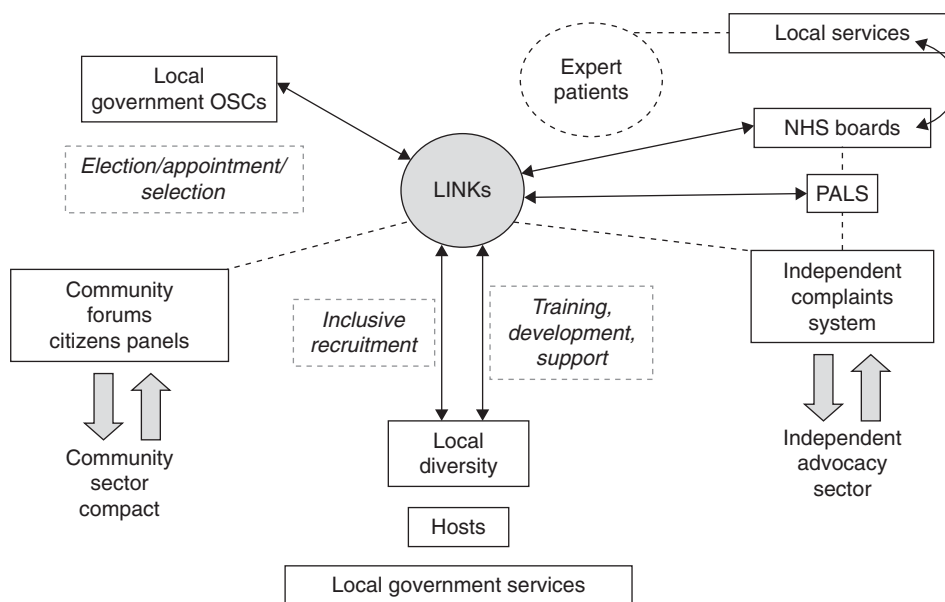 Local services
Expert
patients
Local
government OSCs
NHS boards
Election/appointment/
selection
LINKs
PALS
Community
forums
citizens panels
Inclusive
recruitment
Training,
development,
support
Independent
complaints
system
Local
diversity
Community
sector
compact
Independent
advocacy
sector
Hosts
Local government services